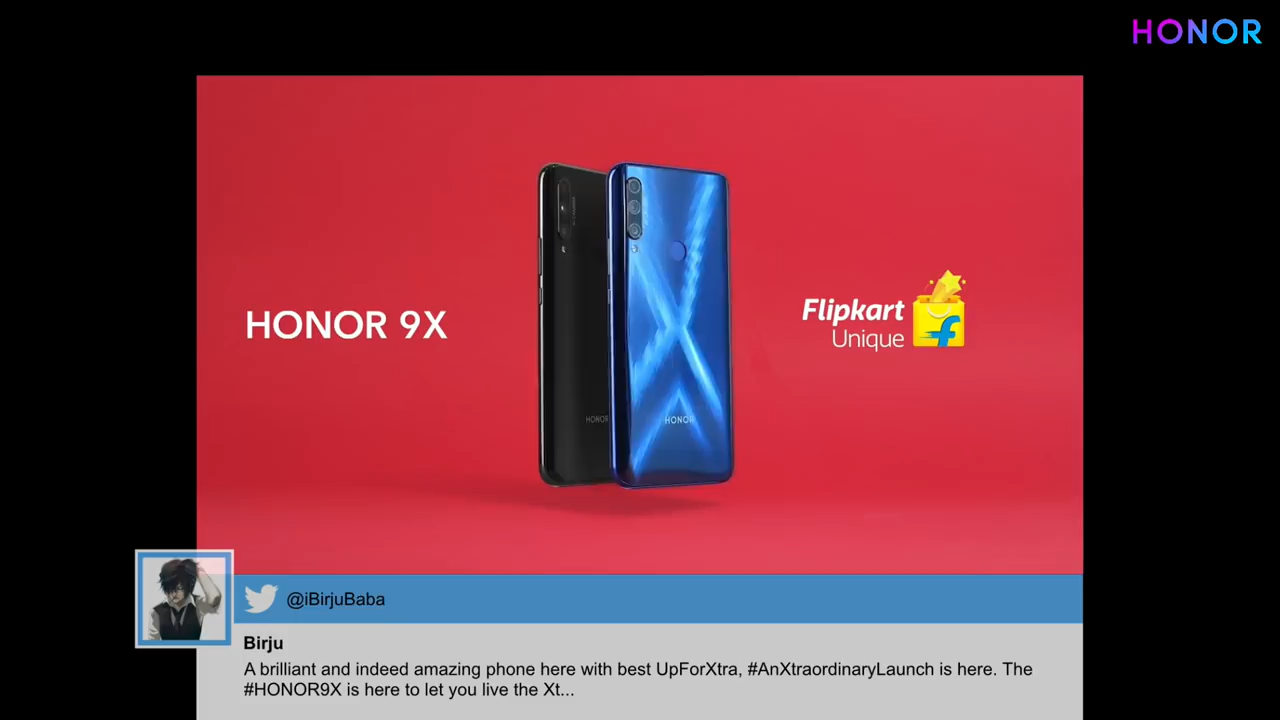 HONOR
HONOR 9X
Flipkart
Unique
HONOR
HONOR
@iBirjuBaba
Birju
A brilliant and indeed amazing phone here with best UpForXtra, #AnXtraordinaryLaunch is here. The
#HONOR9X is here to let you live the Xt...